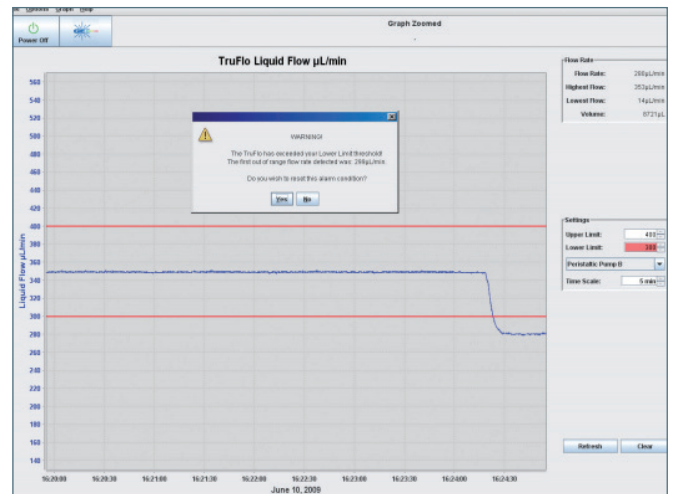 Options Graph Help
Power Off
Graph Zoomed
TruFlo Liquid Flow µL/min
Flow Rate
Flow Rate: 280µL/min
Highest Flow: 353µL/min
Lowest Flow: 14µL/min
Volume: 8721µL
WARNING!
The TruFlo has exceeded your Lower Limit threshold!
The first out of range flow rate detected was: 298µL/min
Do you wish to reset this alarm condition?
Yes No
Settings
Upper Limit: 400
Lower Limit: 300
Peristaltic Pump B
Time Scale: 5 min
Refresh Clear
Liquid Flow µL/min
560
540
520
500
480
460
440
420
400
380
360
340
320
300
280
260
240
220
200
180
160
140
16:20:00 16:20:30 16:21:00 16:21:30 16:22:00 16:22:30 16:23:00 16:23:30 16:24:00 16:24:30
June 10, 2009